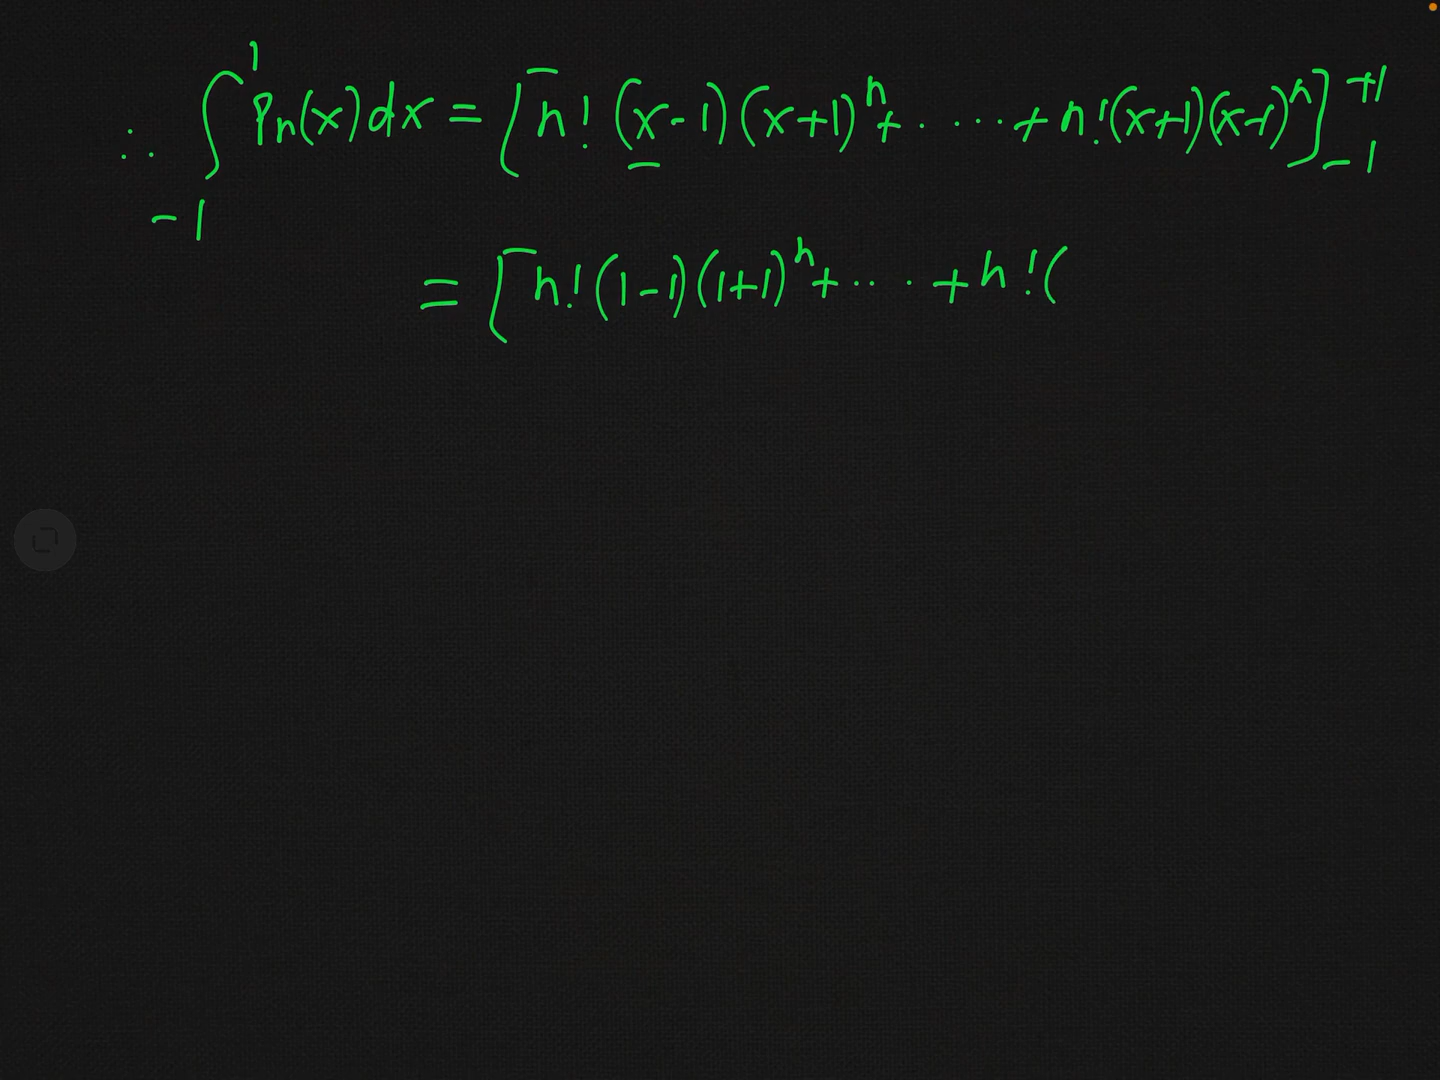 ∴ ∫_{-1}^{1} Pn(x)dx = [n!(x-1)(x+1)^n + ..... + n!(x+1)(x-1)^n]_{-1}^{+1}
= [n!(1-1)(1+1)^n + .... + n!(